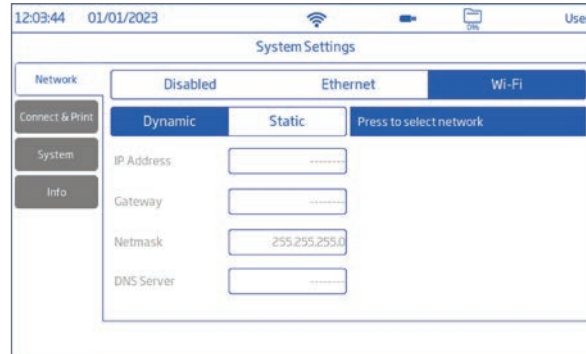 12:03:44 01/01/2023 0% Use
System Settings
Network Disabled Ethernet Wi-Fi
Connect & Print Dynamic Static Press to select network
System IP Address --------
Info Gateway --------
Netmask 255.255.255.0
DNS Server --------